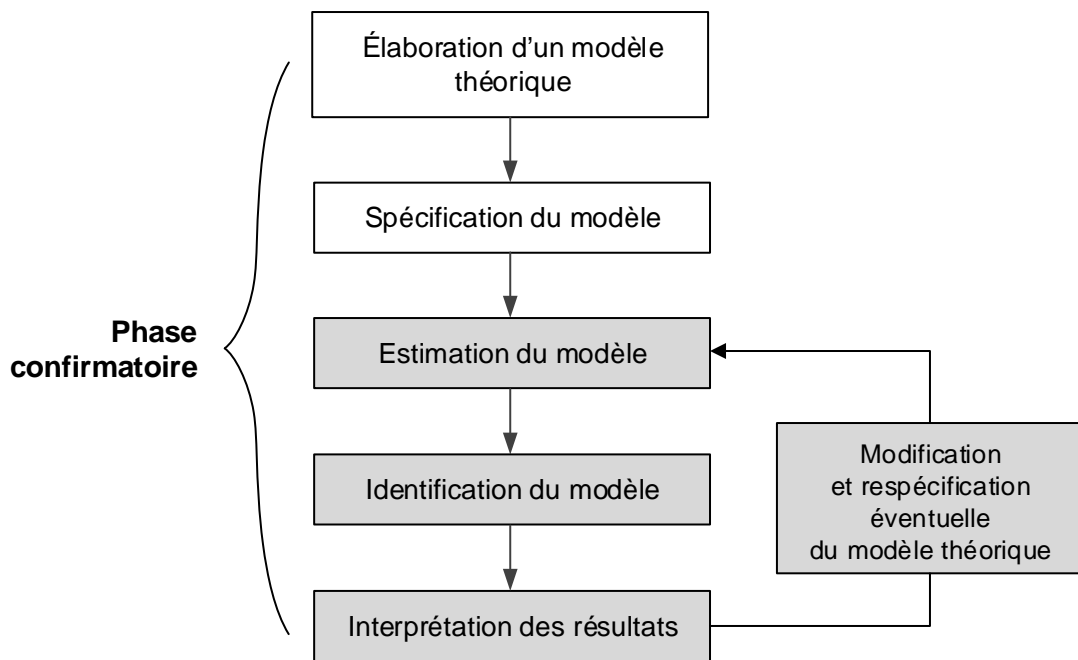 Élaboration d’un modèle
théorique
Spécification du modèle
Phase
confirmatoire
Estimation du modèle
Identification du modèle
Modification
et respécification
éventuelle
du modèle théorique
Interprétation des résultats